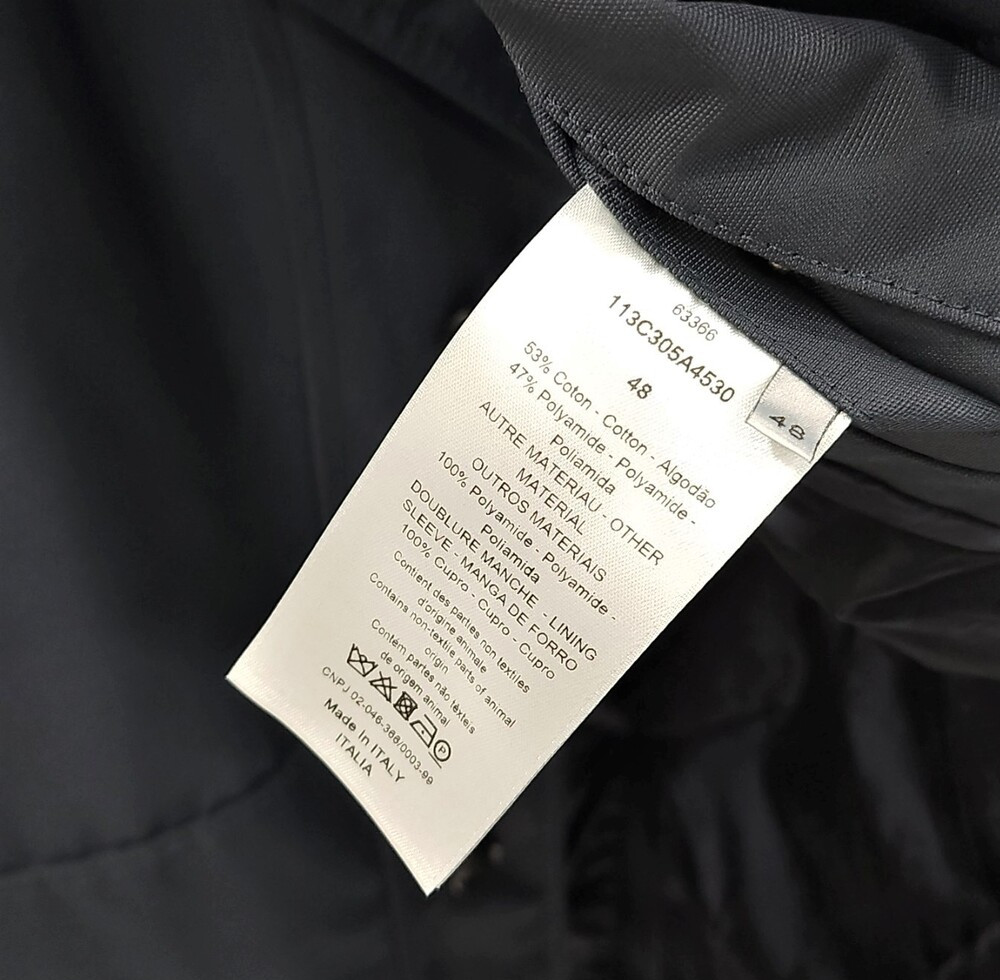 63366
113C305A4530
48
48
53% Coton - Cotton - Algodão
47% Polyamide - Polyamide -
Poliamida
AUTRE MATERIAU - OTHER
MATERIAL
OUTROS MATERIAIS
100% Polyamide - Polyamide -
Poliamida
DOUBLURE MANCHE - LINING
SLEEVE - MANGA DE FORRO
100% Cupro - Cupro - Cupro
Contient des parties non textiles
d'origine animale
Contains non-textile parts of animal
origin
Contém partes não têxteis
de origem animal
P
CNPJ 02-046-386/0003-99
Made In ITALY
ITALIA